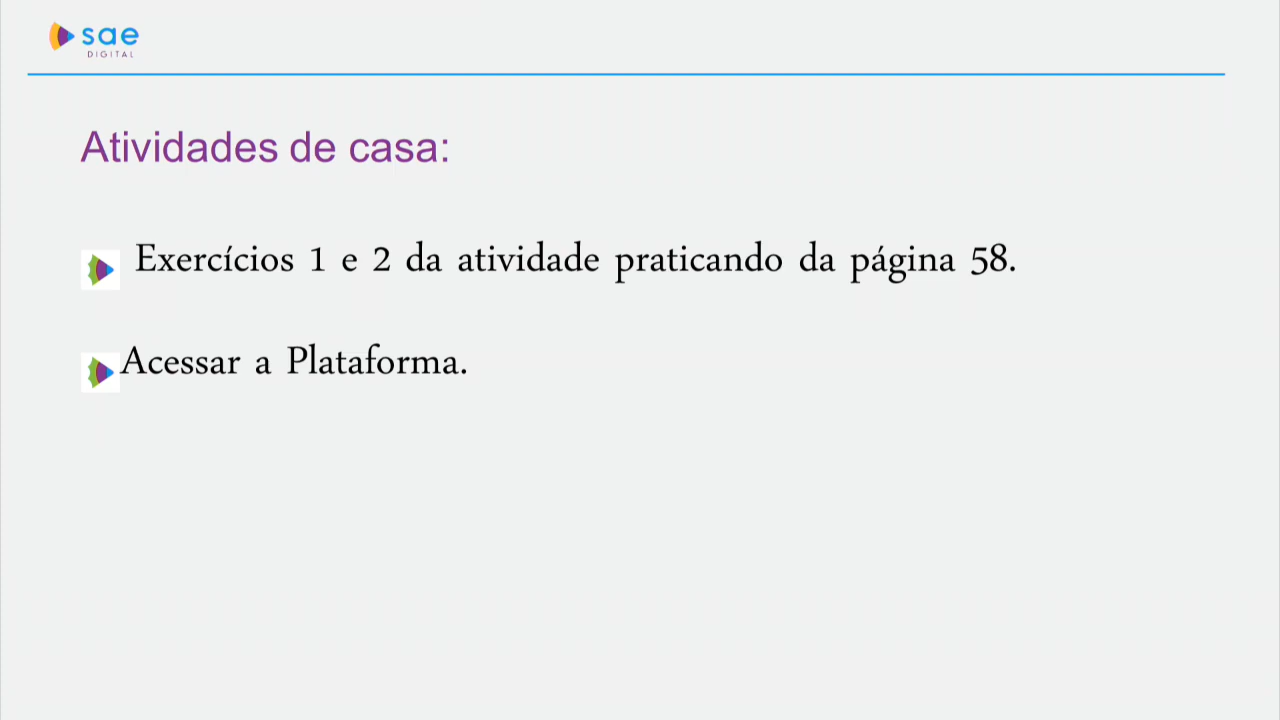 sae
DIGITAL
Atividades de casa:
Exercícios 1 e 2 da atividade praticando da página 58.
Acessar a Plataforma.